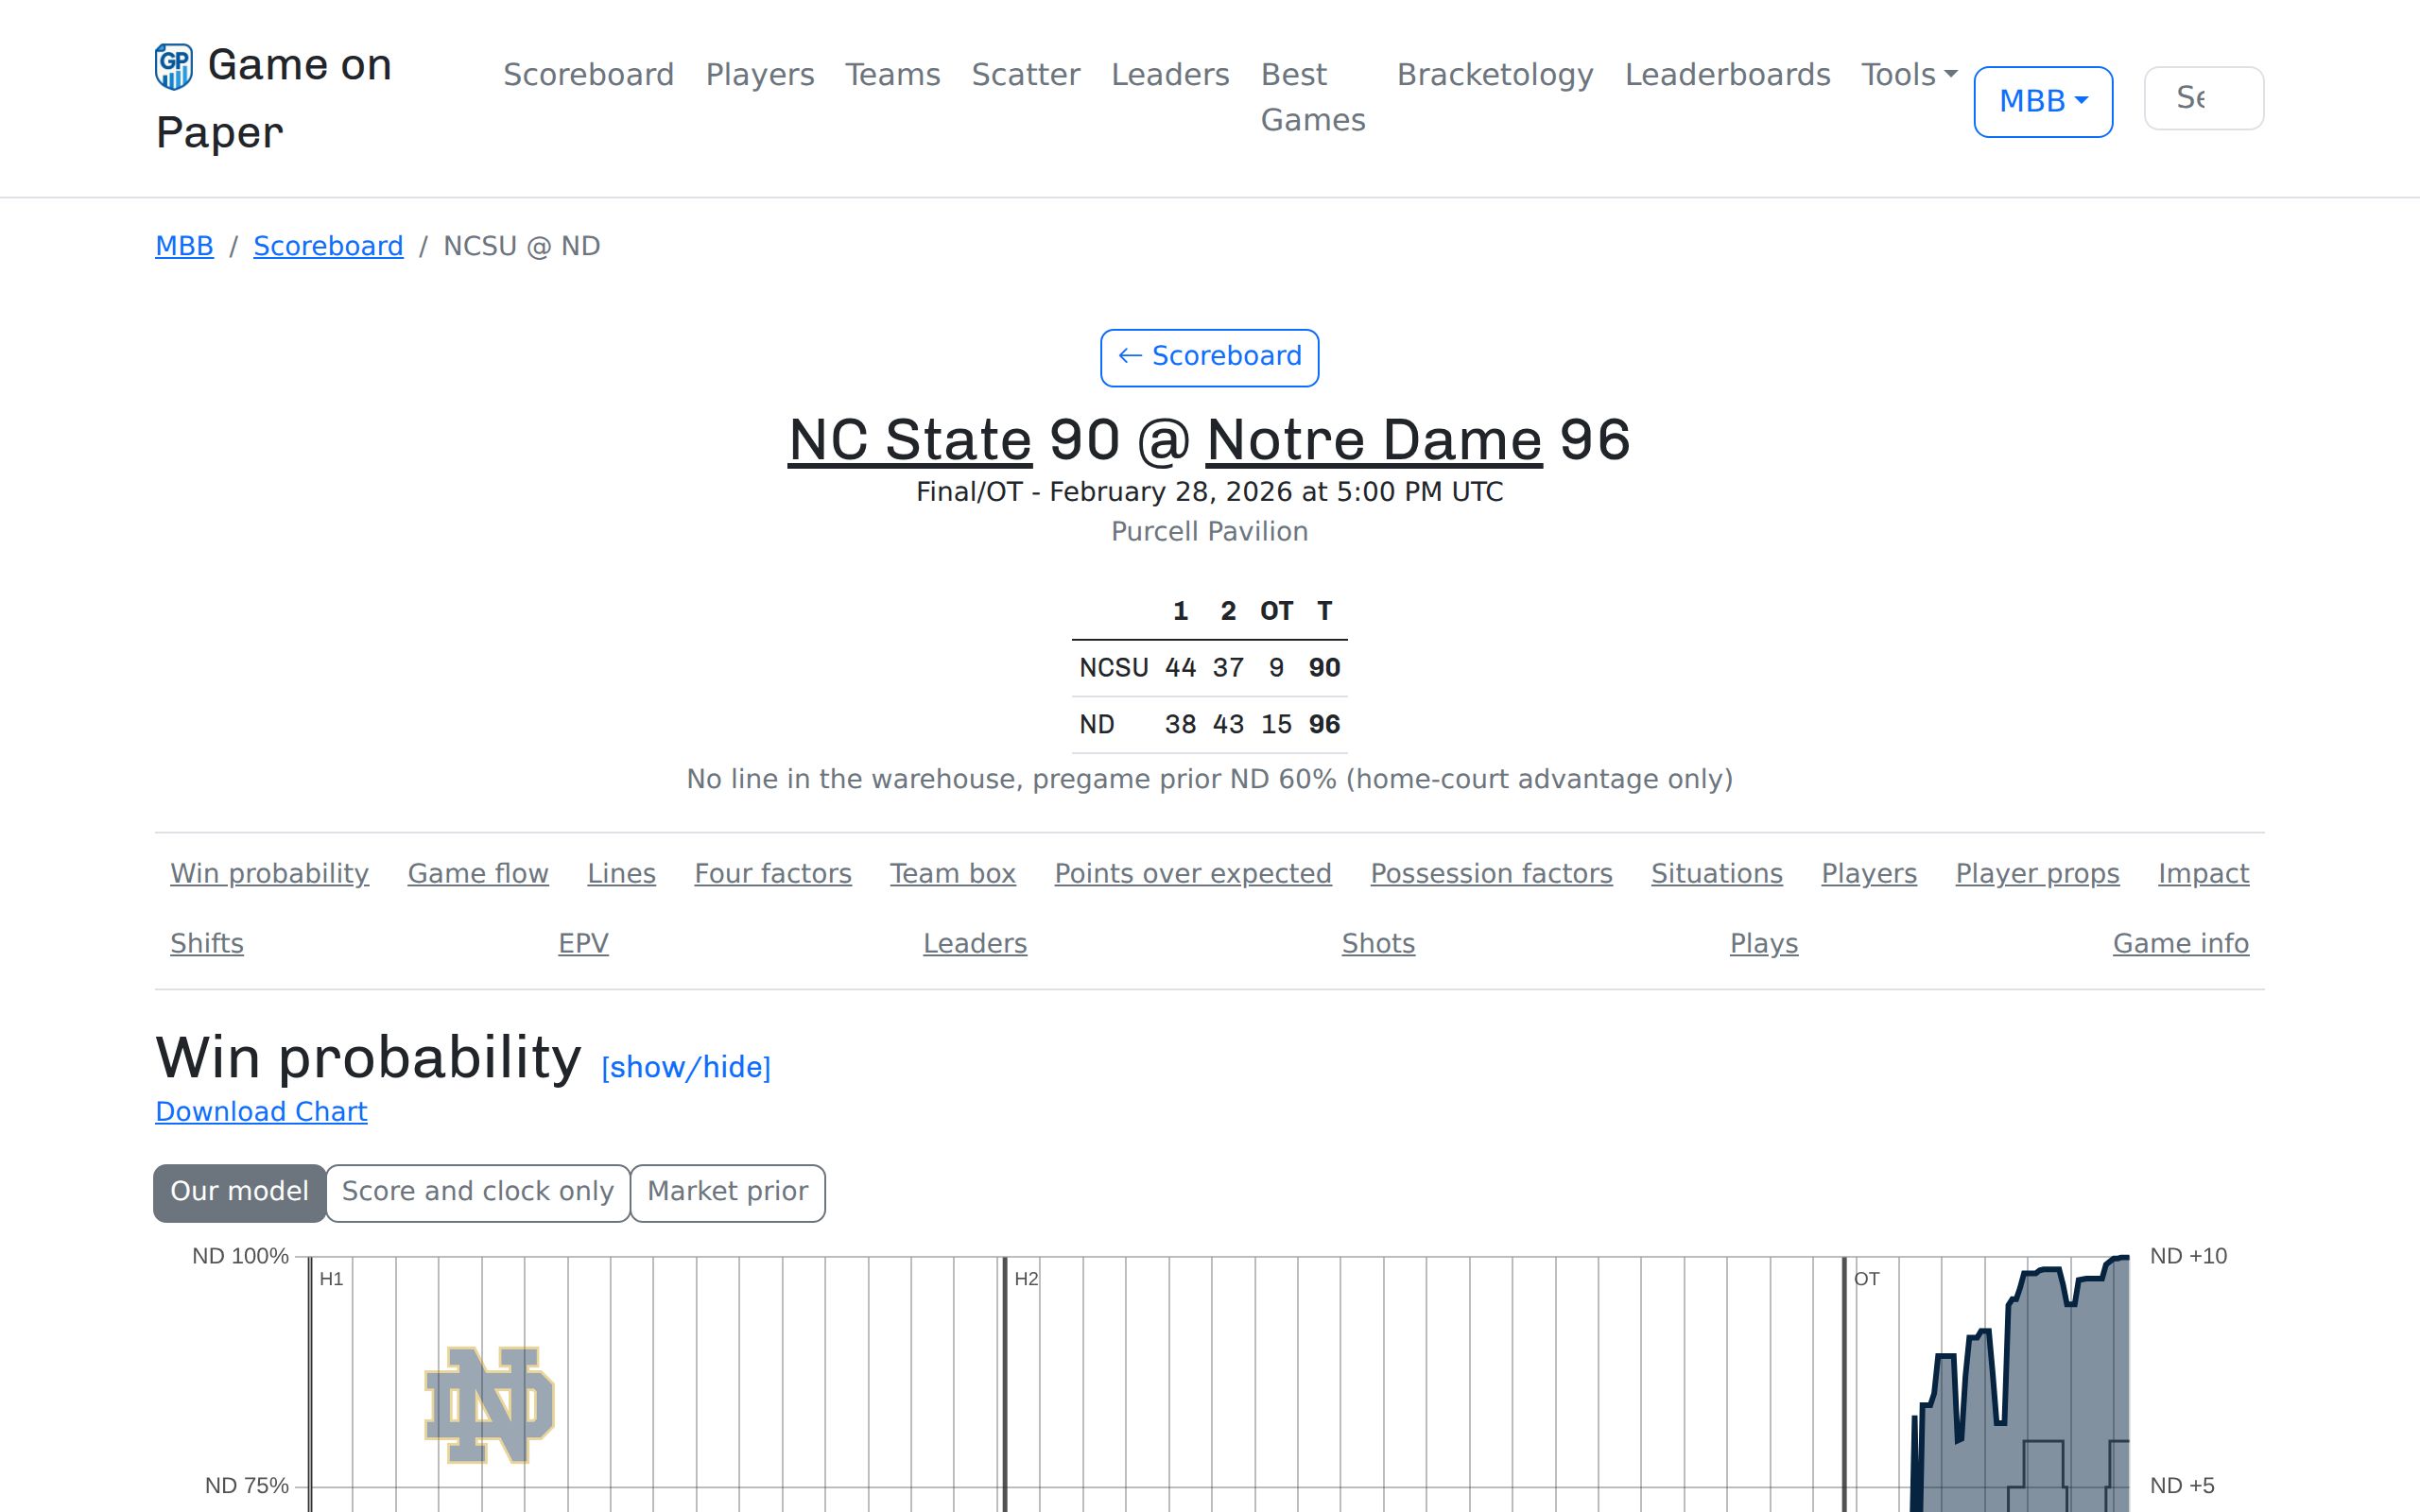 GP Game on Paper
Scoreboard Players Teams Scatter Leaders Best Games Bracketology Leaderboards Tools MBB Se
MBB / Scoreboard / NCSU @ ND
← Scoreboard
NC State 90 @ Notre Dame 96
Final/OT - February 28, 2026 at 5:00 PM UTC
Purcell Pavilion
1 2 OT T
NCSU 44 37 9 90
ND 38 43 15 96
No line in the warehouse, pregame prior ND 60% (home-court advantage only)
Win probability Game flow Lines Four factors Team box Points over expected Possession factors Situations Players Player props Impact
Shifts EPV Leaders Shots Plays Game info
Win probability [show/hide]
Download Chart
Our model Score and clock only Market prior
ND 100% ND +10
H1 H2 OT
ND
ND 75% ND +5